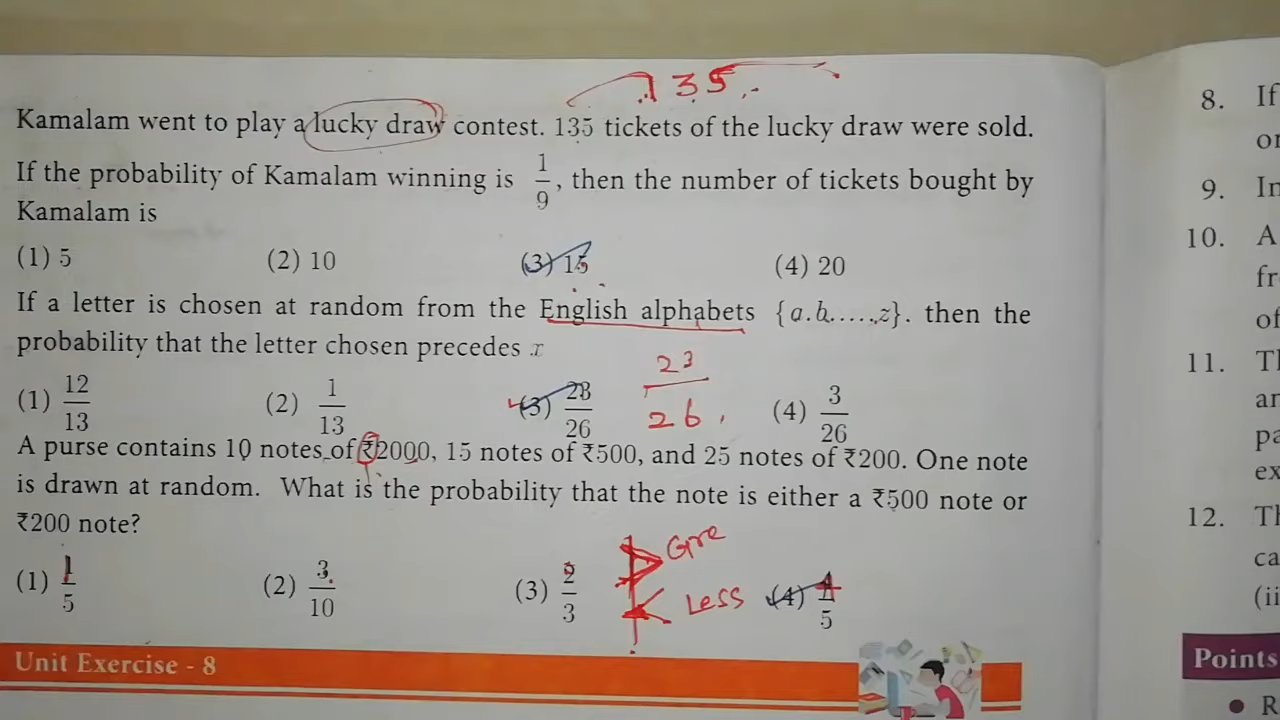 135
Kamalam went to play a lucky draw contest. 135 tickets of the lucky draw were sold.
If the probability of Kamalam winning is 1/9, then the number of tickets bought by
Kamalam is
(1) 5 (2) 10 (3) 15 (4) 20
If a letter is chosen at random from the English alphabets {a.b.....,z}. then the
probability that the letter chosen precedes x
23/26
(1) 12/13 (2) 1/13 (3) 23/26 (4) 3/26
A purse contains 10 notes of ₹2000, 15 notes of ₹500, and 25 notes of ₹200. One note
is drawn at random. What is the probability that the note is either a ₹500 note or
₹200 note?
> Gre
< Less
(1) 1/5 (2) 3/10 (3) 2/3 (4) 4/5
Unit Exercise - 8
8. If
9. In
10. A
fr
of
11.
12.
ca
(ii
Points